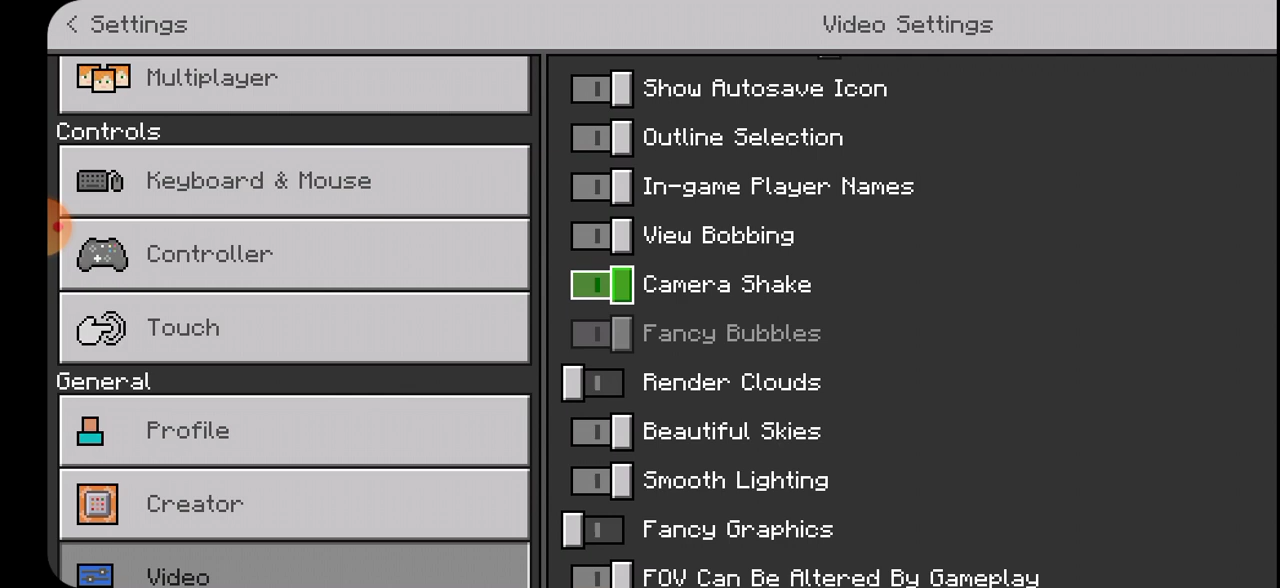 < Settings
Video Settings
Multiplayer
Controls
Keyboard & Mouse
Controller
Touch
General
Profile
Creator
Video
Show Autosave Icon
Outline Selection
In-game Player Names
View Bobbing
Camera Shake
Fancy Bubbles
Render Clouds
Beautiful Skies
Smooth Lighting
Fancy Graphics
FOV Can Be Altered By Gameplay